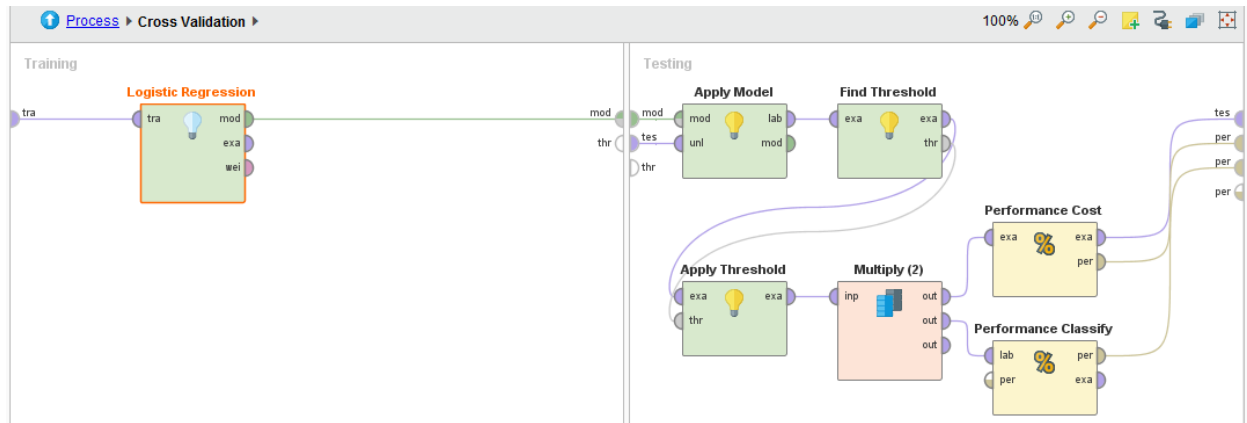 Process ▸ Cross Validation ▸
100%
Training
Logistic Regression
tra
tra
mod
exa
wei
mod
thr
Testing
mod
tes
thr
Apply Model
mod
lab
unl
mod
Find Threshold
exa
exa
thr
tes
per
per
per
Performance Cost
exa
exa
per
Apply Threshold
exa
exa
thr
Multiply (2)
inp
out
out
out
Performance Classify
lab
per
per
exa